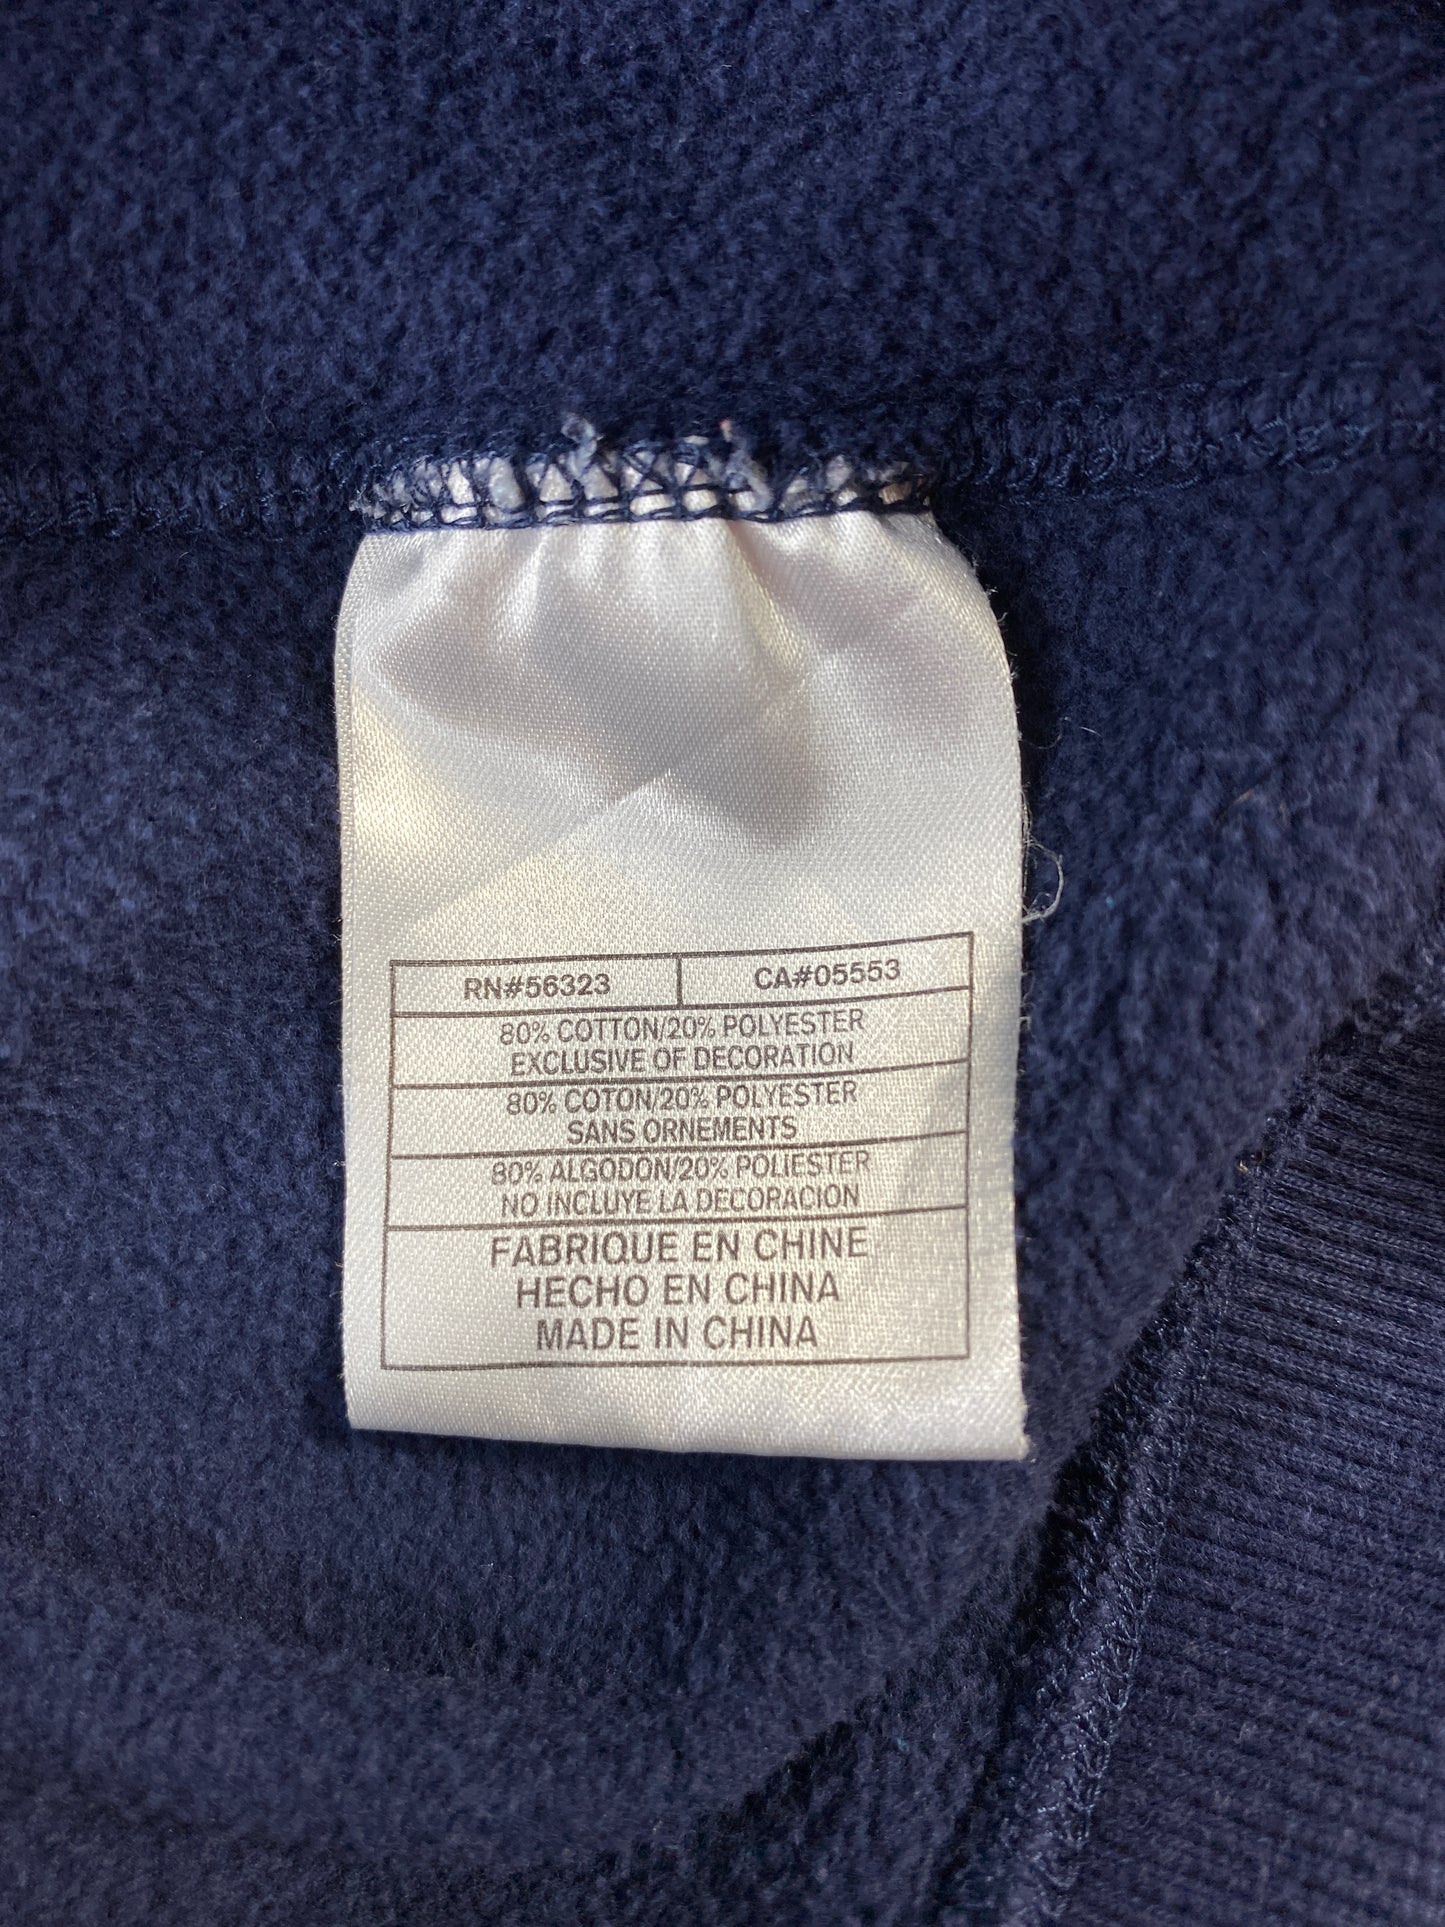 RN#56323 CA#05553
80% COTTON/20% POLYESTER
EXCLUSIVE OF DECORATION
80% COTON/20% POLYESTER
SANS ORNEMENTS
80% ALGODON/20% POLIESTER
NO INCLUYE LA DECORACION
FABRIQUE EN CHINE
HECHO EN CHINA
MADE IN CHINA